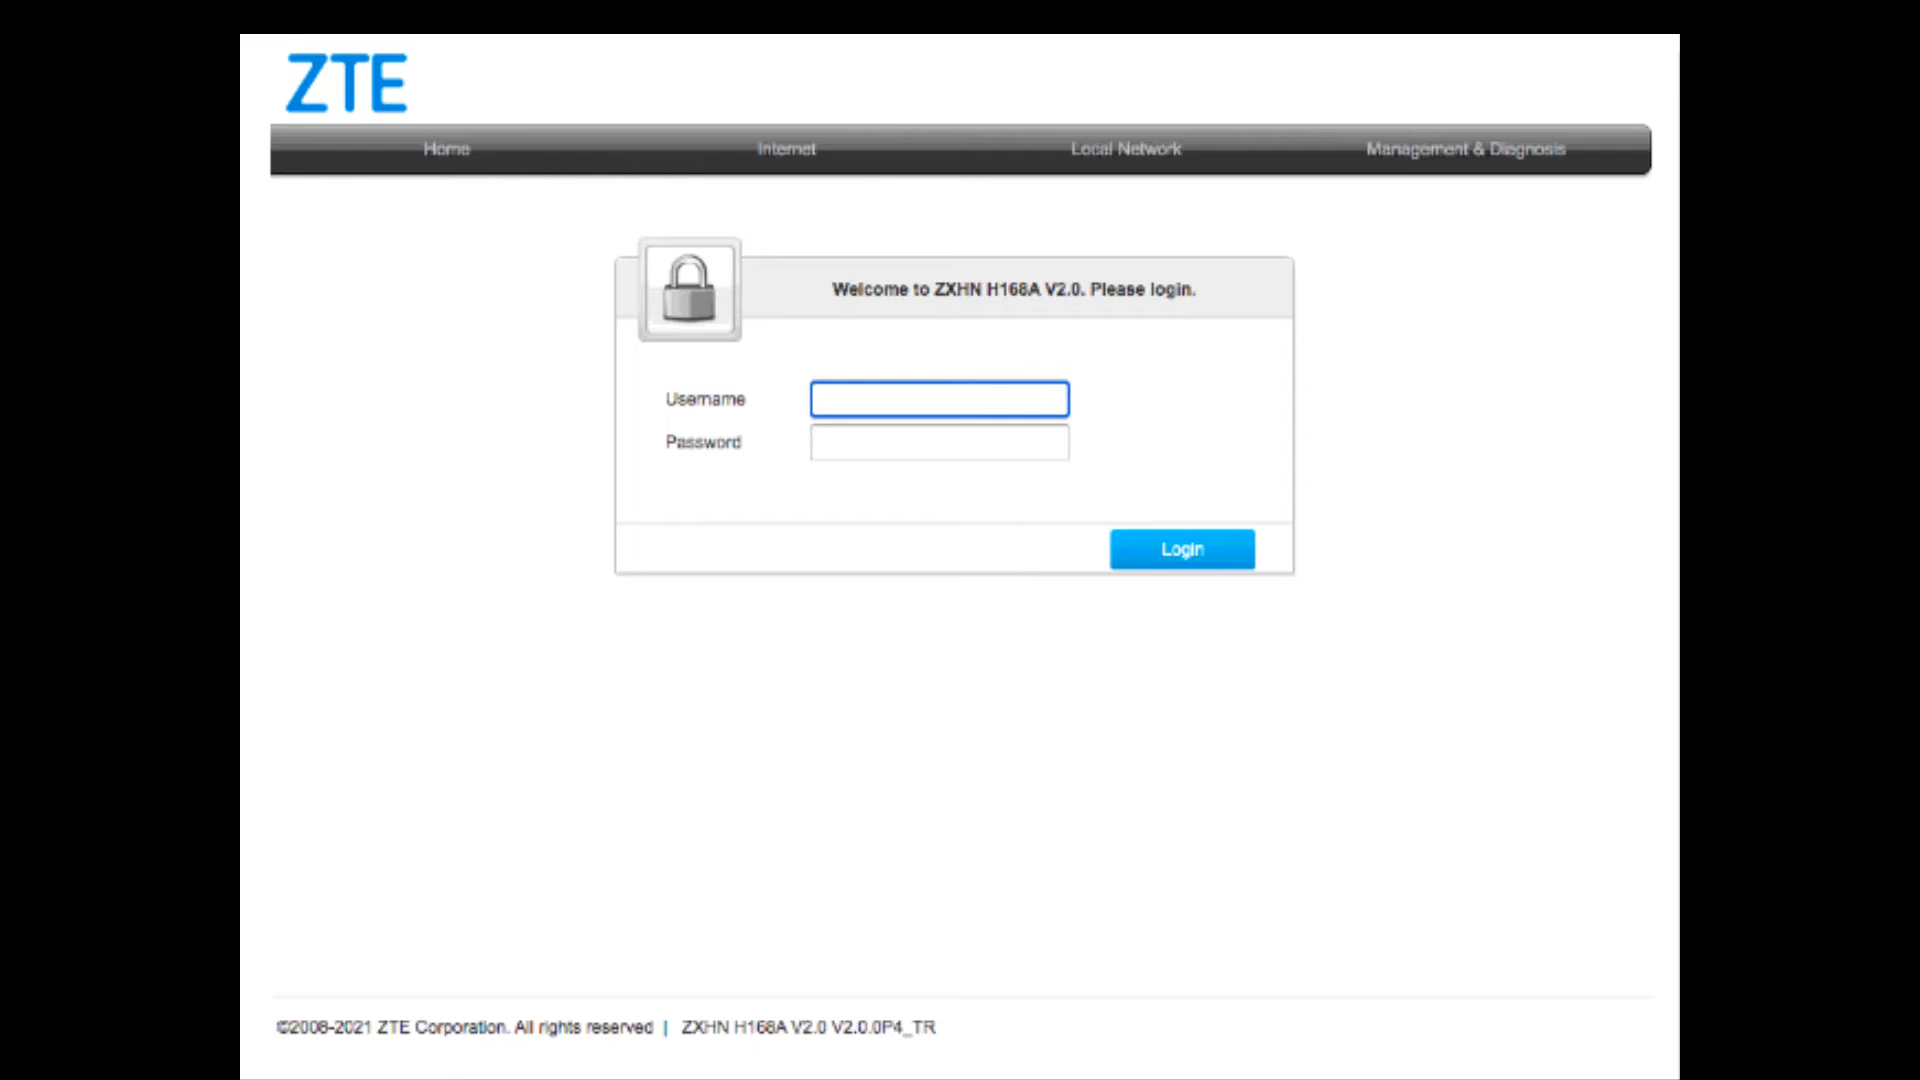 ZTE
Home Internet Local Network Management & Diagnosis
Welcome to ZXHN H168A V2.0. Please login.
Username
Password
Login
©2008-2021 ZTE Corporation. All rights reserved | ZXHN H168A V2.0 V2.0.0P4_TR